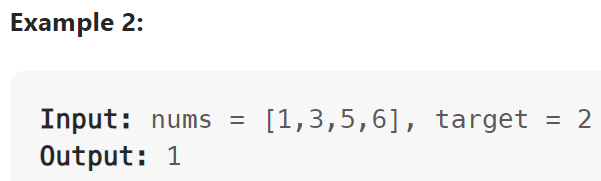 Example 2:
Input: nums = [1,3,5,6], target = 2
Output: 1